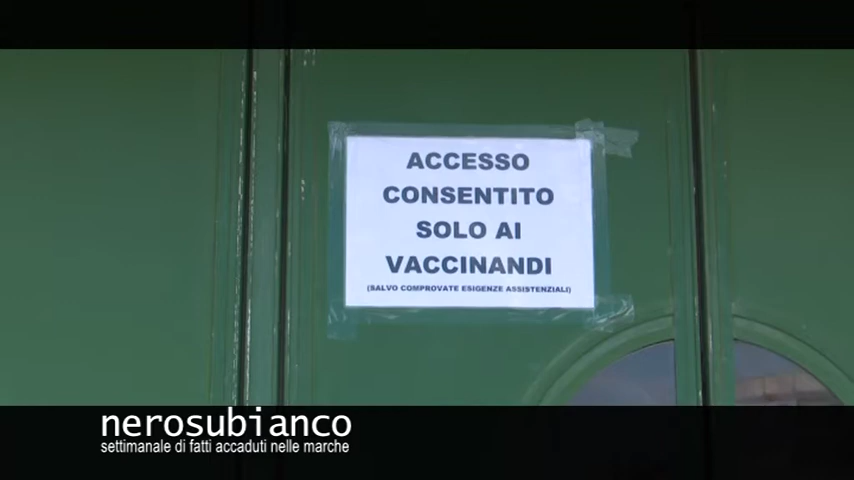 ACCESSO
CONSENTITO
SOLO AI
VACCINANDI
(SALVO COMPROVATE ESIGENZE ASSISTENZIALI)
nerosubianco
settimanale di fatti accaduti nelle marche